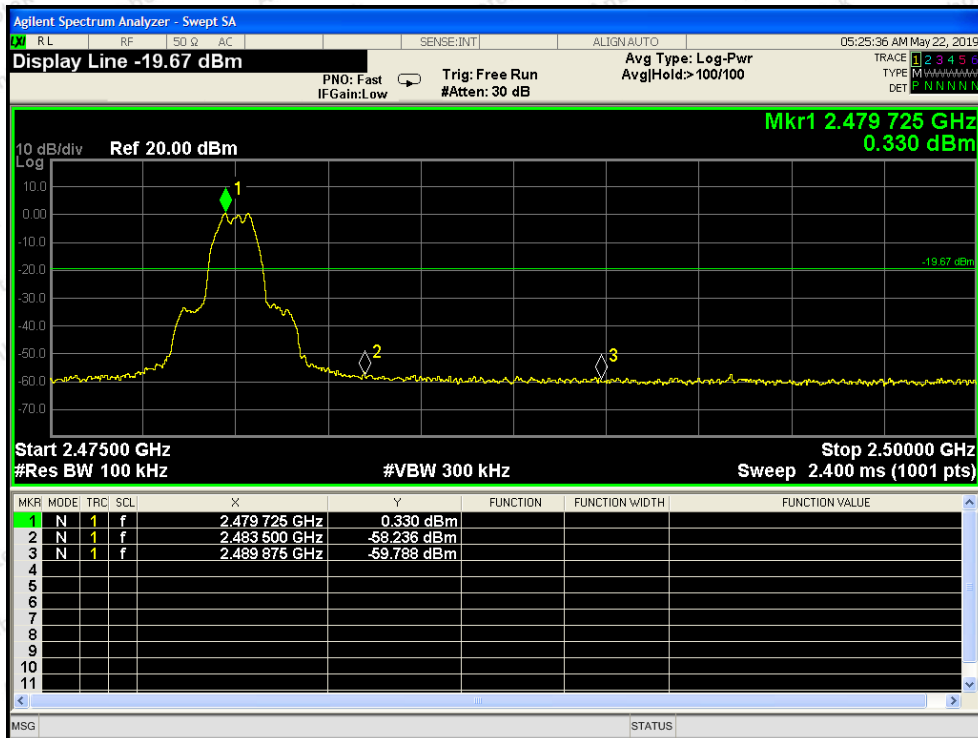 Agilent Spectrum Analyzer - Swept SA
LXI RL RF 50 Ω AC SENSE:INT ALIGN AUTO 05:25:36 AM May 22, 2019
Display Line -19.67 dBm
Avg Type: Log-Pwr
TRACE 1 2 3 4 5 6
PNO: Fast Trig: Free Run Avg|Hold:>100/100
TYPE M
IFGain:Low #Atten: 30 dB
DET P N N N N N
Mkr1 2.479 725 GHz
10 dB/div Ref 20.00 dBm 0.330 dBm
Log
10.0
1
0.00
-10.0
-20.0
-19.67 dBm
-30.0
-40.0
-50.0
2
3
-60.0
-70.0
Start 2.47500 GHz Stop 2.50000 GHz
#Res BW 100 kHz #VBW 300 kHz Sweep 2.400 ms (1001 pts)
MKR MODE TRC SCL X Y FUNCTION FUNCTION WIDTH FUNCTION VALUE
1 N 1 f 2.479 725 GHz 0.330 dBm
2 N 1 f 2.483 500 GHz -58.236 dBm
3 N 1 f 2.489 875 GHz -59.788 dBm
4
5
6
7
8
9
10
11
MSG STATUS